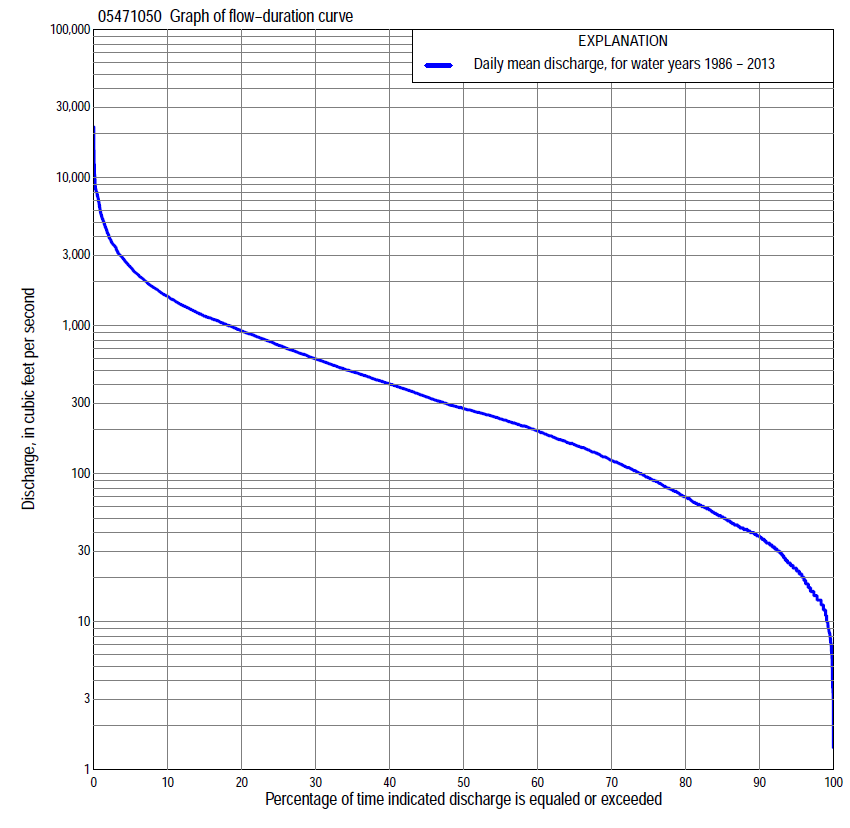 05471050 Graph of flow–duration curve
EXPLANATION
Daily mean discharge, for water years 1986 – 2013
Discharge, in cubic feet per second
100,000
30,000
10,000
3,000
1,000
300
100
30
10
3
1
0 10 20 30 40 50 60 70 80 90 100
Percentage of time indicated discharge is equaled or exceeded